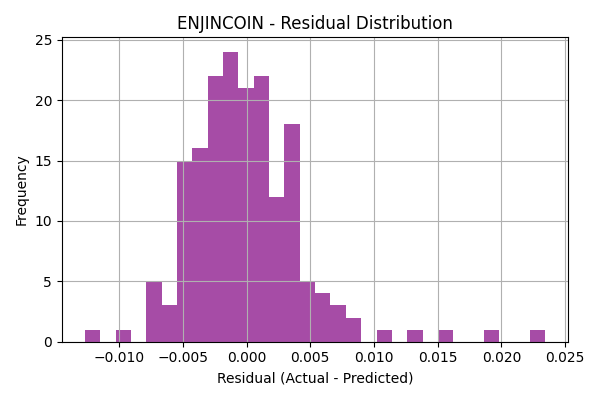 ENJINCOIN - Residual Distribution
25
20
15
10
5
0
Frequency
−0.010 −0.005 0.000 0.005 0.010 0.015 0.020 0.025
Residual (Actual - Predicted)